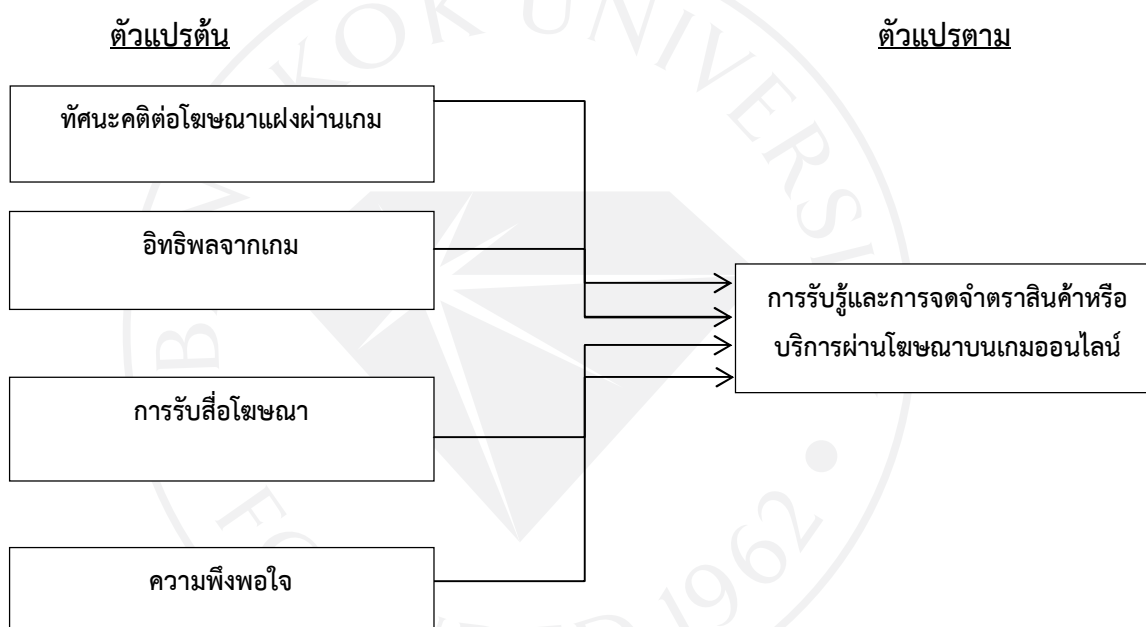 ตัวแปรต้น
ตัวแปรตาม
ทัศนะคติต่อโฆษณาแฝงผ่านเกม
อิทธิพลจากเกม
การรับรู้และการจดจำตราสินค้าหรือ
บริการผ่านโฆษณาบนเกมออนไลน์
การรับสื่อโฆษณา
ความพึงพอใจ